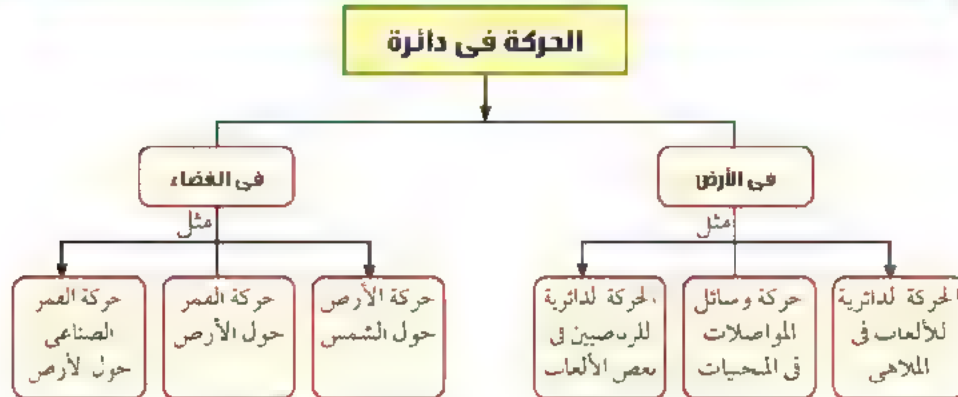 الحركة فى دائرة
فى الأرض
فى الفضاء
مثل
مثل
الحركة الدائرية
للألعاب فى
الملاهى
حركة وسائل
المواصلات
فى المنحنيات
الحركة الدائرية
للرياضيين فى
بعض الألعاب
حركة الأرض
حول الشمس
حركة القمر
حول الأرض
حركة القمر
الصناعى
حول الأرض